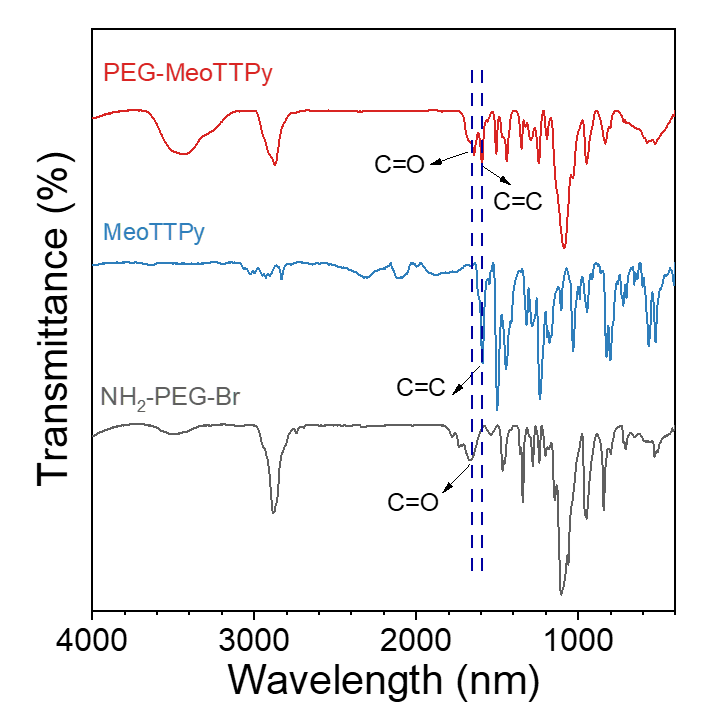 PEG-MeoTTPy
C=O
C=C
MeoTTPy
C=C
NH₂-PEG-Br
C=O
Transmittance (%)
4000 3000 2000 1000
Wavelength (nm)